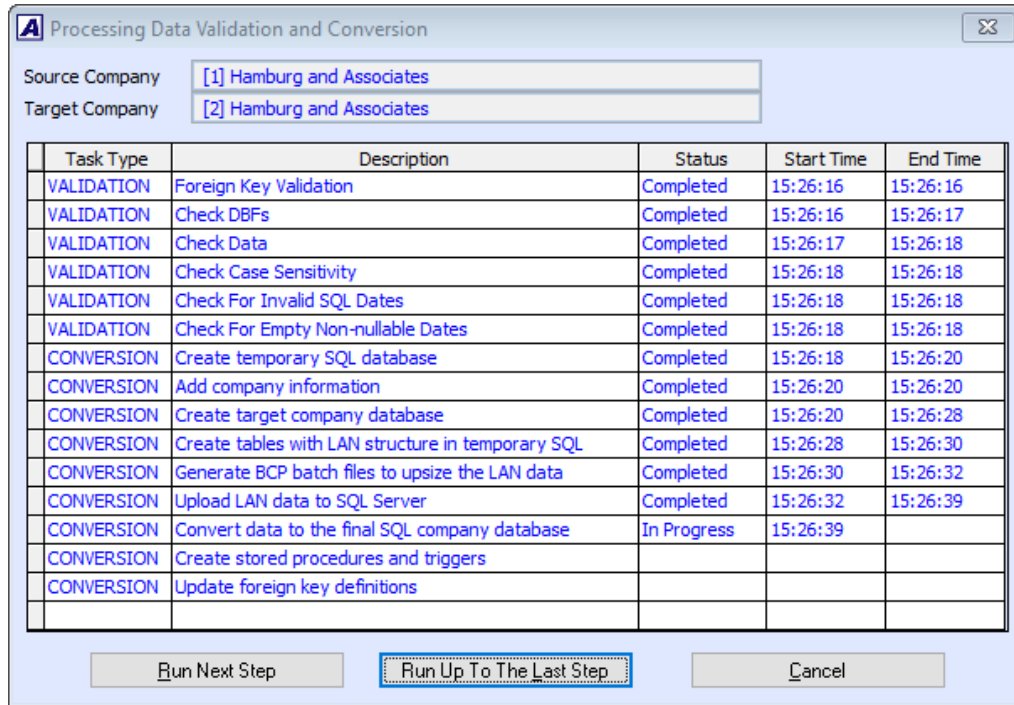 A Processing Data Validation and Conversion
Source Company [1] Hamburg and Associates
Target Company [2] Hamburg and Associates
Task Type Description Status Start Time End Time
VALIDATION Foreign Key Validation Completed 15:26:16 15:26:16
VALIDATION Check DBFs Completed 15:26:16 15:26:17
VALIDATION Check Data Completed 15:26:17 15:26:18
VALIDATION Check Case Sensitivity Completed 15:26:18 15:26:18
VALIDATION Check For Invalid SQL Dates Completed 15:26:18 15:26:18
VALIDATION Check For Empty Non-nullable Dates Completed 15:26:18 15:26:18
CONVERSION Create temporary SQL database Completed 15:26:18 15:26:20
CONVERSION Add company information Completed 15:26:20 15:26:20
CONVERSION Create target company database Completed 15:26:20 15:26:28
CONVERSION Create tables with LAN structure in temporary SQL Completed 15:26:28 15:26:30
CONVERSION Generate BCP batch files to upsize the LAN data Completed 15:26:30 15:26:32
CONVERSION Upload LAN data to SQL Server Completed 15:26:32 15:26:39
CONVERSION Convert data to the final SQL company database In Progress 15:26:39
CONVERSION Create stored procedures and triggers
CONVERSION Update foreign key definitions
Run Next Step Run Up To The Last Step Cancel